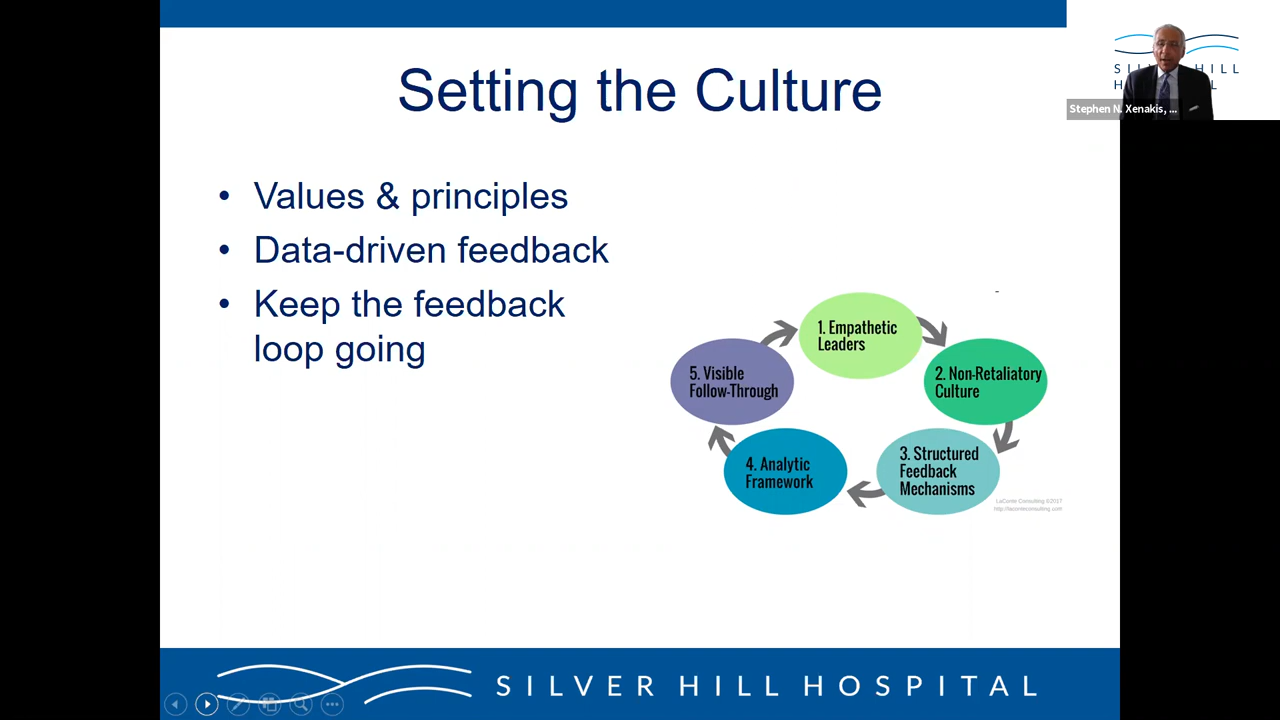 Setting the Culture
• Values & principles
• Data-driven feedback
• Keep the feedback
loop going
1. Empathetic
Leaders
2. Non-Retaliatory
Culture
3. Structured
Feedback
Mechanisms
4. Analytic
Framework
5. Visible
Follow-Through
LaConte Consulting ©2017
http://laconteconsulting.com
SILVER HILL HOSPITAL
HILL
Stephen N. Xenakis, ...